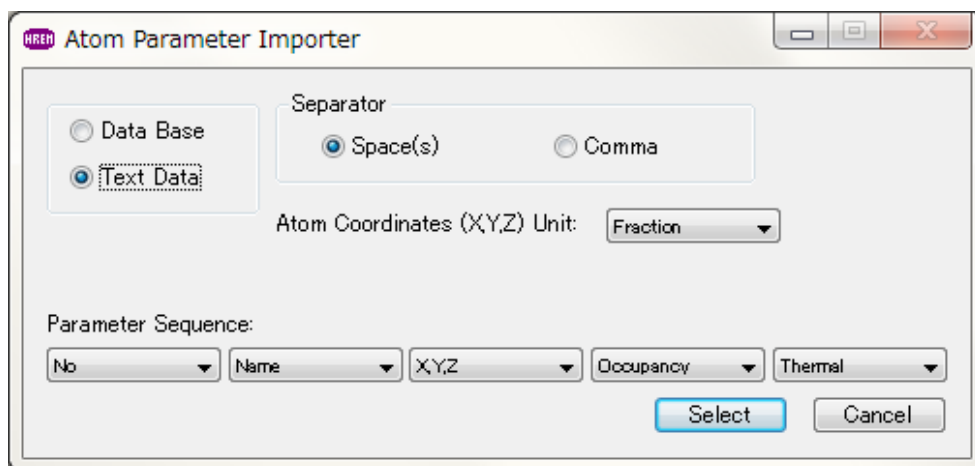 HREM Atom Parameter Importer
Data Base
Text Data
Separator
Space(s) Comma
Atom Coordinates (X,Y,Z) Unit: Fraction
Parameter Sequence:
No Name X,Y,Z Occupancy Thermal
Select Cancel